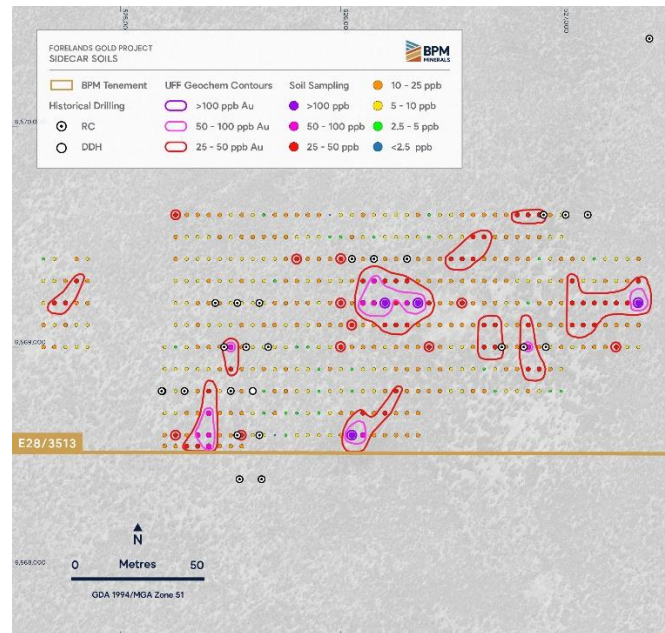 FORELANDS GOLD PROJECT
SIDECAR SOILS
BPM
MINERALS
BPM Tenement
UFF Geochem Contours
Soil Sampling
10 - 25 ppb
Historical Drilling
>100 ppb Au
>100 ppb
5 - 10 ppb
RC
50 - 100 ppb Au
50 - 100 ppb
2.5 - 5 ppb
DDH
25 - 50 ppb Au
25 - 50 ppb
<2.5 ppb
E28/3513
N
0 Metres 50
GDA 1994/MGA Zone 51